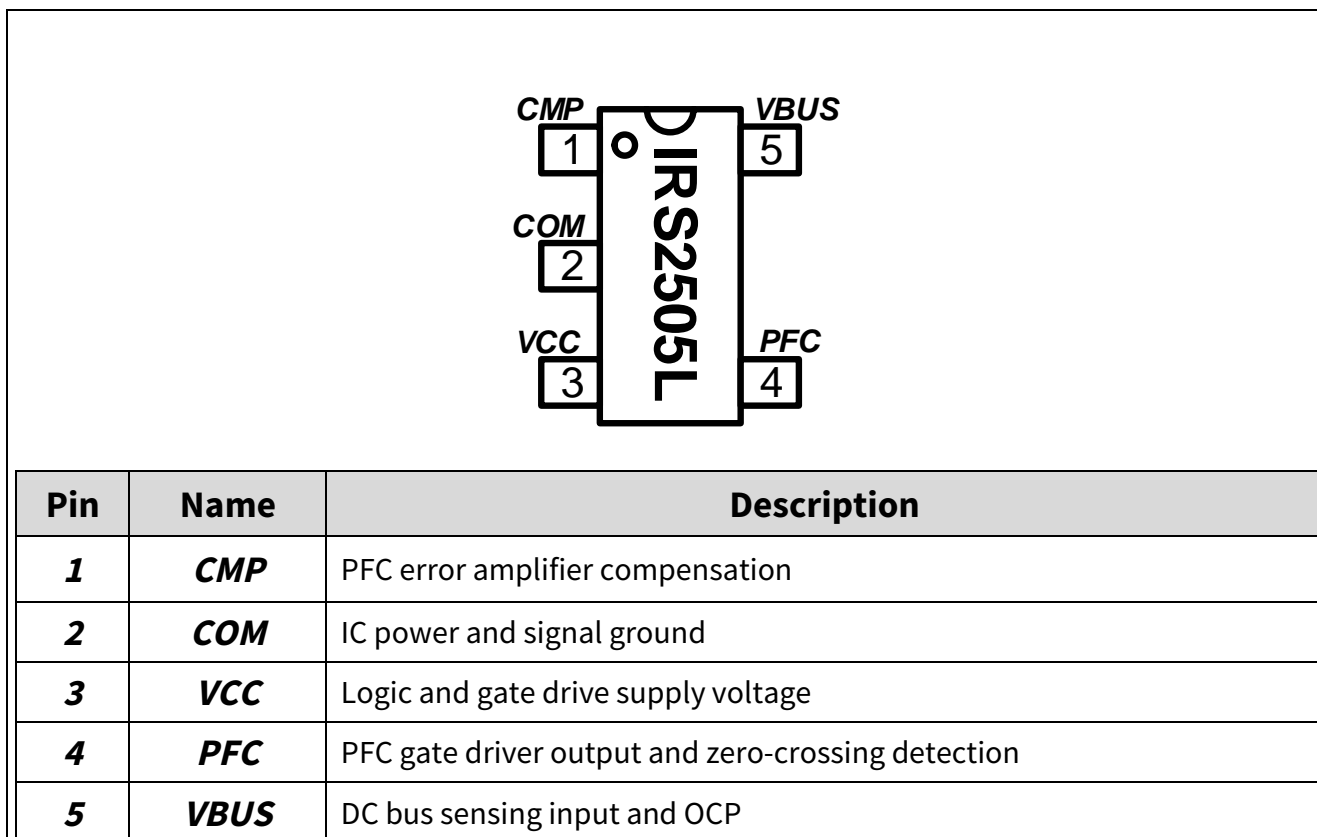 CMP VBUS
1 5
IRS2505L
COM
2
VCC PFC
3 4
Pin Name Description
1 CMP PFC error amplifier compensation
2 COM IC power and signal ground
3 VCC Logic and gate drive supply voltage
4 PFC PFC gate driver output and zero-crossing detection
5 VBUS DC bus sensing input and OCP